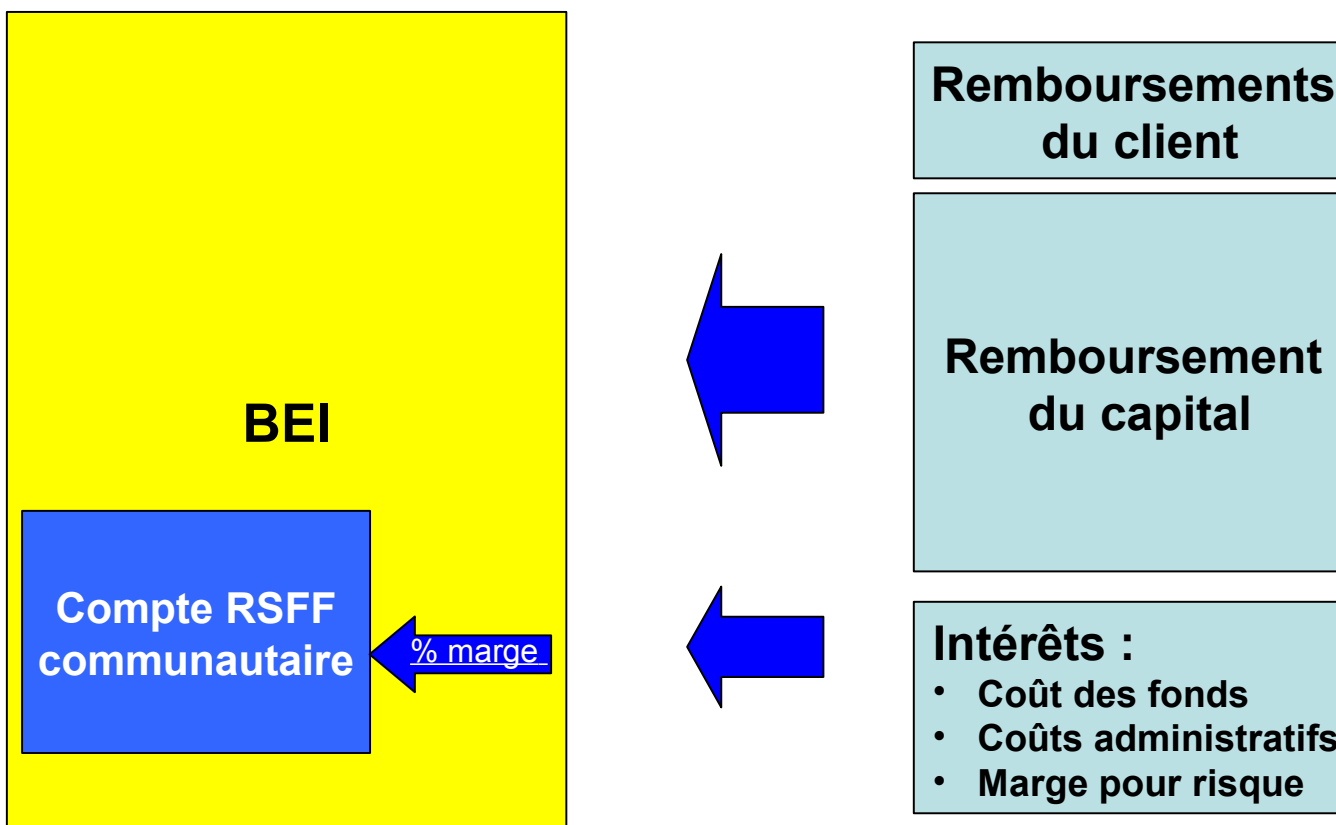 BEI
Compte RSFF
communautaire
% marge
Remboursements
du client
Remboursement
du capital
Intérêts :
• Coût des fonds
• Coûts administratifs
• Marge pour risque